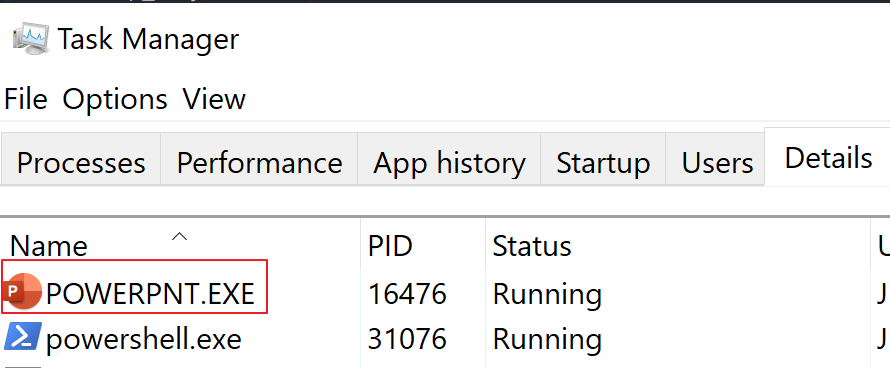 Task Manager
File Options View
Processes Performance App history Startup Users Details
Name PID Status
POWERPNT.EXE 16476 Running J
powershell.exe 31076 Running J